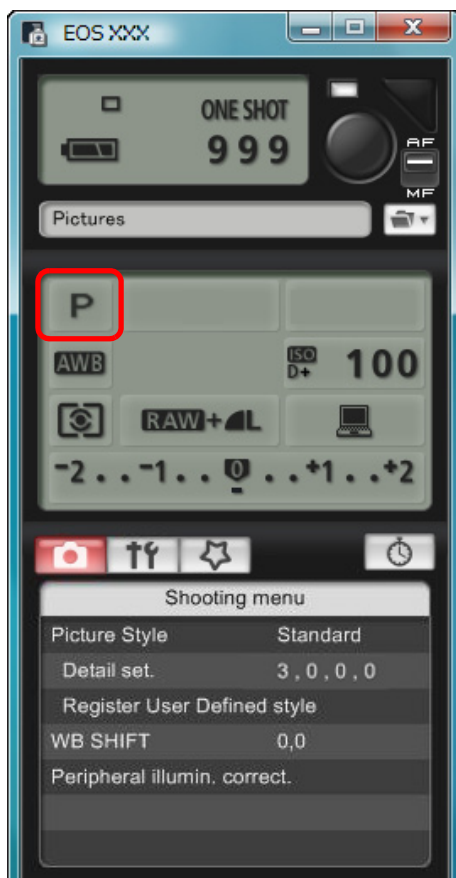 EOS XXX
ONE SHOT
999
AF
MF
Pictures
P
AWB
ISO D+ 100
RAW+L
-2..-1..0..+1..+2
Shooting menu
Picture Style Standard
Detail set. 3,0,0,0
Register User Defined style
WB SHIFT 0,0
Peripheral illumin. correct.